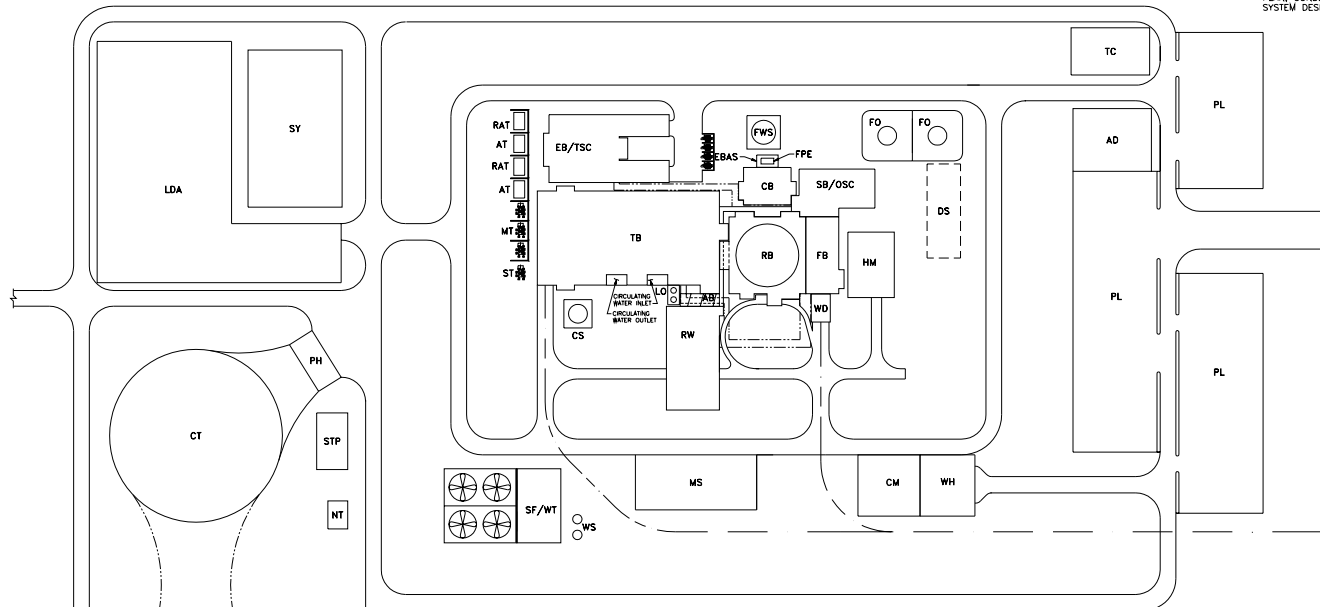 SYSTEM DESI
TC
PL
SY
LDA
RAT
AT
RAT
AT
MT
ST
EB/TSC
EBAS
FWS
FPE
CB
SB/OSC
FO
FO
AD
DS
TB
RB
FB
HM
PL
CIRCULATING
WATER INLET
CIRCULATING
WATER OUTLET
LO
AB
WD
CS
RW
PH
CT
STP
NT
PL
MS
CM
WH
SF/WT
WS